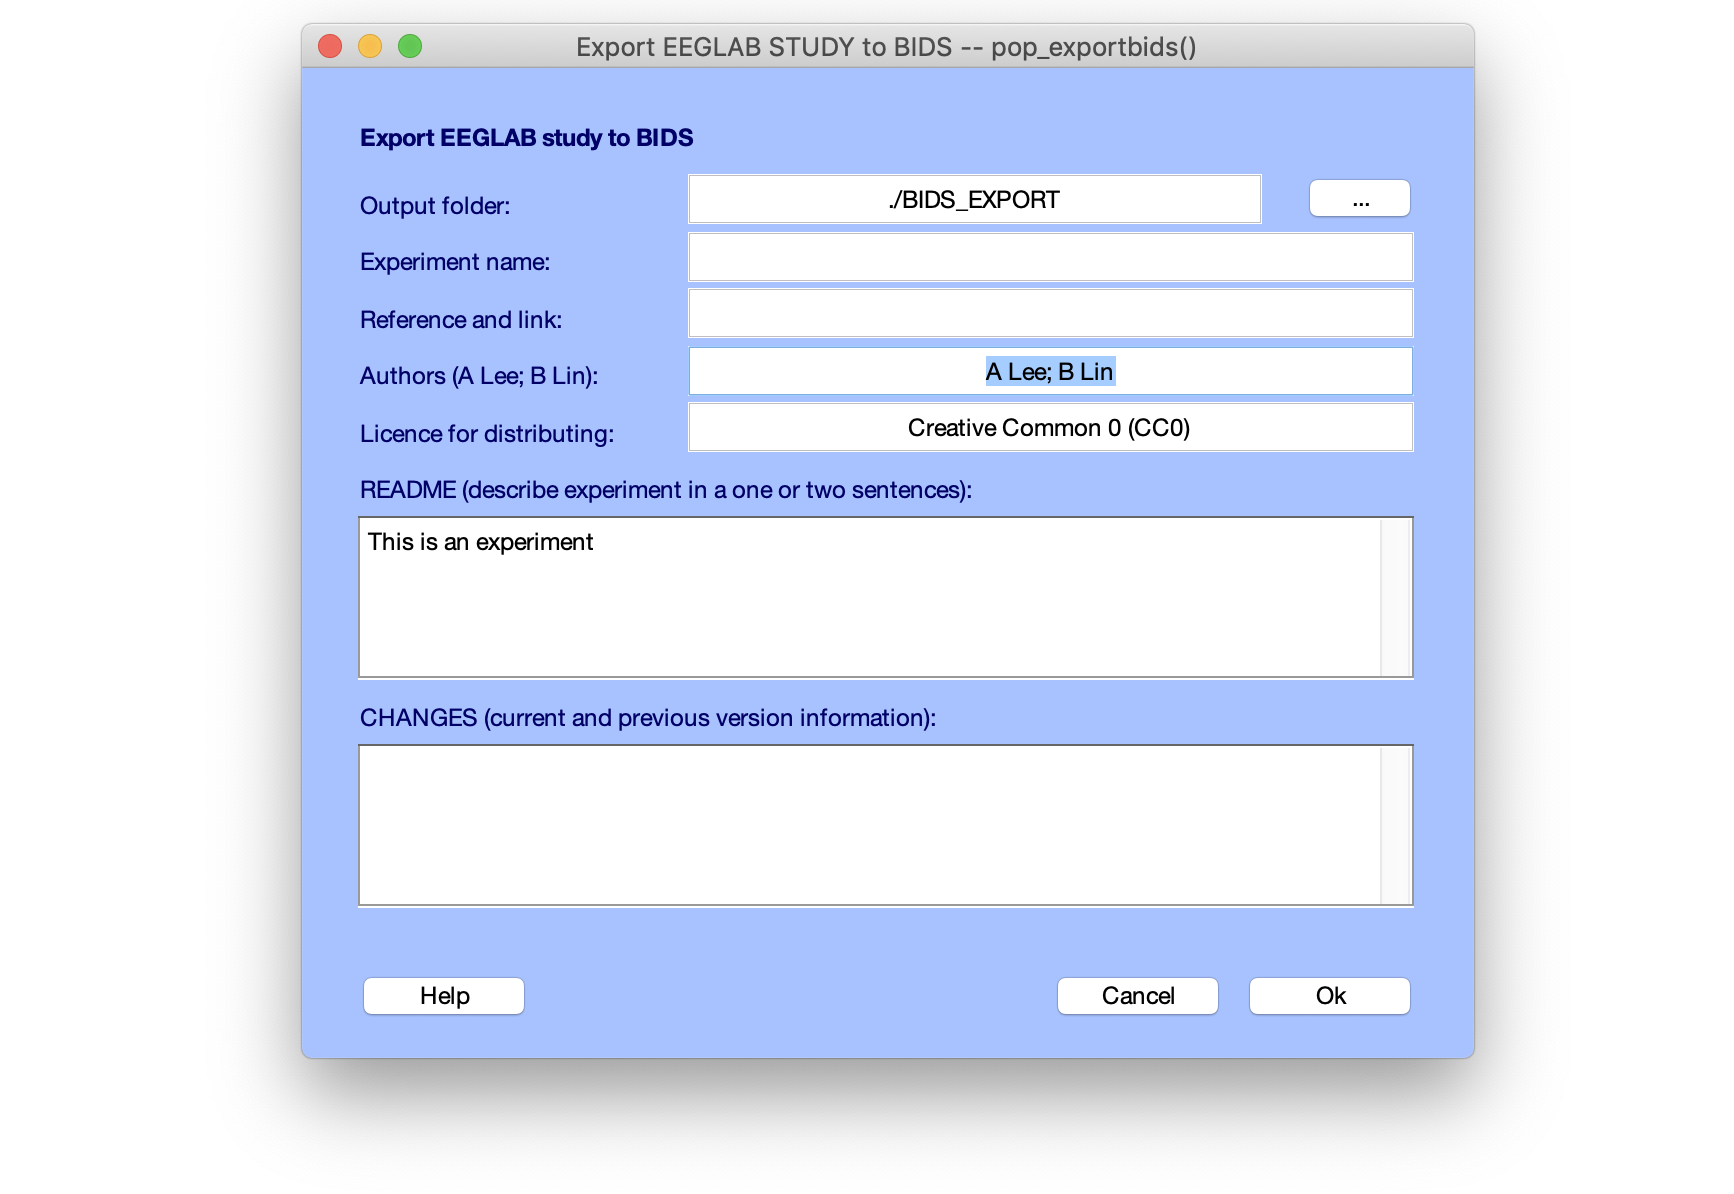 Export EEGLAB STUDY to BIDS -- pop_exportbids()
Export EEGLAB study to BIDS
Output folder: ./BIDS_EXPORT ...
Experiment name:
Reference and link:
Authors (A Lee; B Lin): A Lee; B Lin
Licence for distributing: Creative Common 0 (CC0)
README (describe experiment in a one or two sentences):
This is an experiment
CHANGES (current and previous version information):
Help Cancel Ok